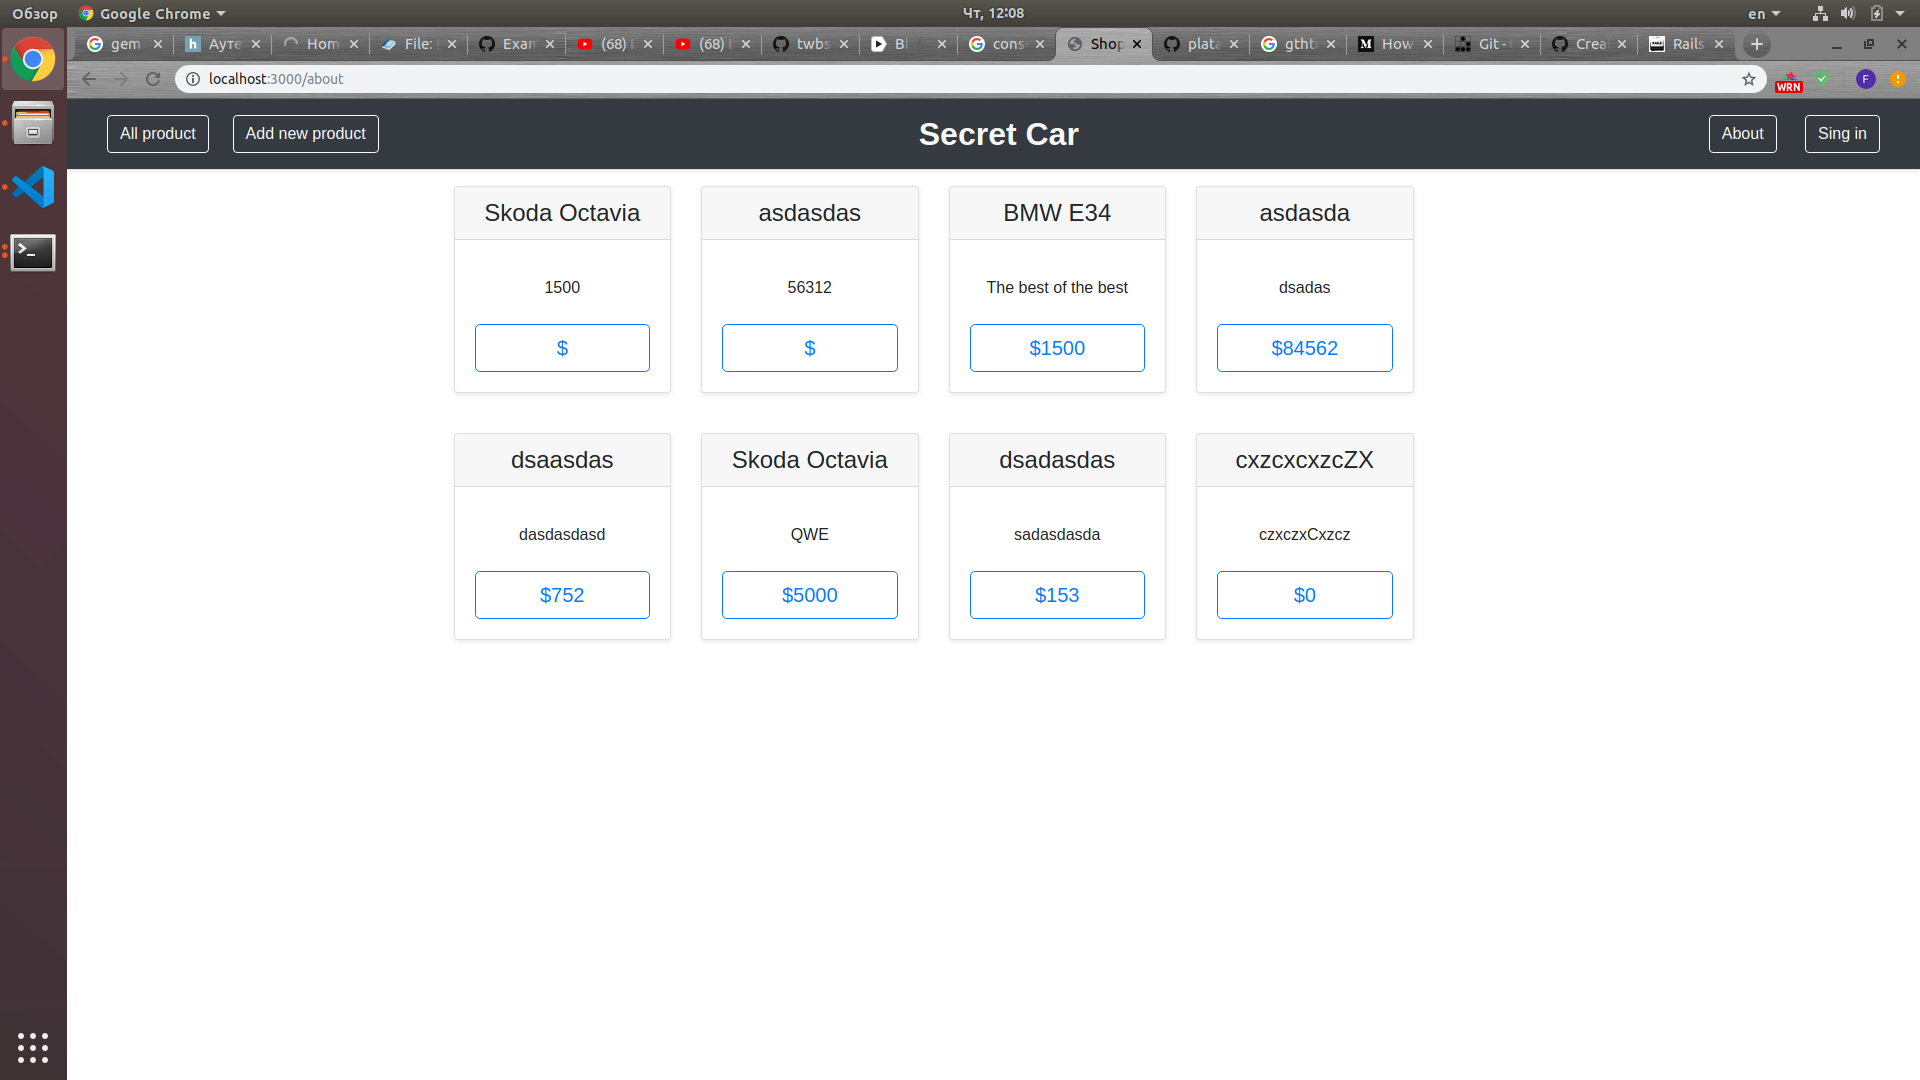 Обзор Google Chrome Чт, 12:08 en
gem Ауте Hom File: Exan (68) (68) twbs Bl cons Shop plata gtht How Git - Crea Rails
localhost:3000/about
WRN F
All product Add new product Secret Car About Sing in
Skoda Octavia asdasdas BMW E34 asdasda
1500 56312 The best of the best dsadas
$ $ $1500 $84562
dsaasdas Skoda Octavia dsadasdas cxzcxcxzcZX
dasdasdasd QWE sadasdasda czxczxCxzcz
$752 $5000 $153 $0